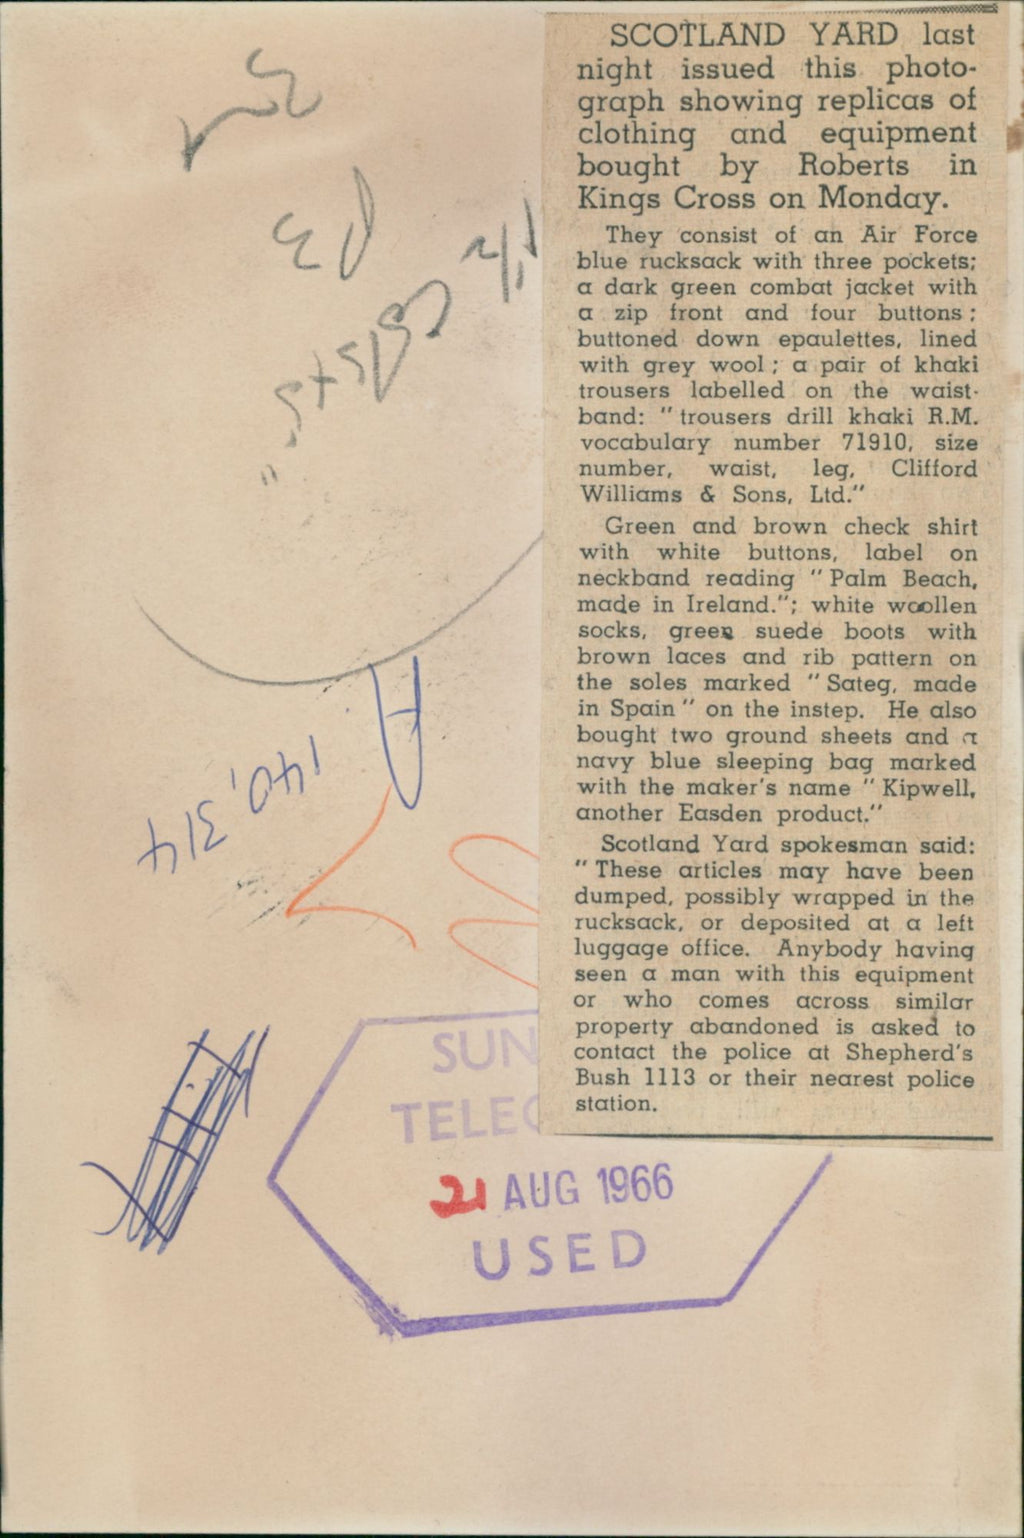 SCOTLAND YARD last
night issued this photo-
graph showing replicas of
clothing and equipment
bought by Roberts in
Kings Cross on Monday.
They consist of an Air Force
blue rucksack with three pockets;
a dark green combat jacket with
a zip front and four buttons;
buttoned down epaulettes, lined
with grey wool; a pair of khaki
trousers labelled on the waist-
band: "trousers drill khaki R.M.
vocabulary number 71910, size
number, waist, leg, Clifford
Williams & Sons, Ltd."
Green and brown check shirt
with white buttons, label on
neckband reading "Palm Beach,
made in Ireland."; white woollen
socks, green suede boots with
brown laces and rib pattern on
the soles marked "Sateg, made
in Spain" on the instep. He also
bought two ground sheets and a
navy blue sleeping bag marked
with the maker's name "Kipwell,
another Easden product."
Scotland Yard spokesman said:
"These articles may have been
dumped, possibly wrapped in the
rucksack, or deposited at a left
luggage office. Anybody having
seen a man with this equipment
or who comes across similar
property abandoned is asked to
contact the police at Shepherd's
Bush 1113 or their nearest police
station.
P3
A
140,314
SUN
TELEG
21 AUG 1966
USED